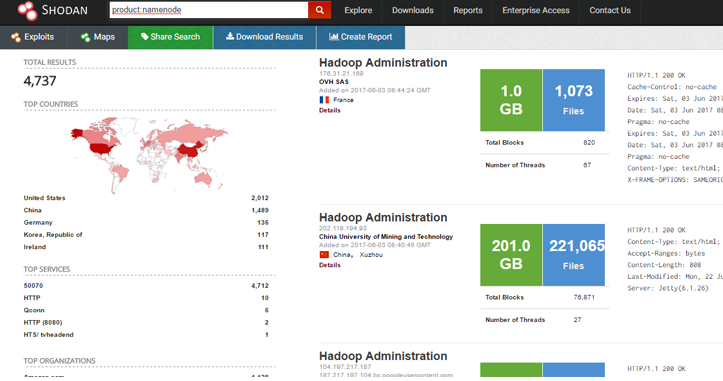 SHODAN
product:namenode
Explore
Downloads
Reports
Enterprise Access
Contact Us
Exploits
Maps
Share Search
Download Results
Create Report
TOTAL RESULTS
4,737
TOP COUNTRIES
United States 2,012
China 1,489
Germany 136
Korea, Republic of 117
Ireland 111
TOP SERVICES
50070 4,712
HTTP 10
Qconn 6
HTTP (8080) 2
HTS/ tvheadend 1
TOP ORGANIZATIONS
Hadoop Administration
176.31.21.169
OVH SAS
Added on 2017-06-03 08:44:24 GMT
France
Details
1.0 GB
1,073 Files
Total Blocks 820
Number of Threads 67
HTTP/1.1 200 OK
Cache-Control: no-cache
Expires: Sat, 03 Jun 2017
Date: Sat, 03 Jun 2017 08
Pragma: no-cache
Expires: Sat, 03 Jun 2017
Date: Sat, 03 Jun 2017 08
Pragma: no-cache
Content-Type: text/html;
X-FRAME-OPTIONS: SAMEORIG
Hadoop Administration
202.119.194.93
China University of Mining and Technology
Added on 2017-06-03 08:40:45 GMT
China, Xuzhou
Details
201.0 GB
221,065 Files
Total Blocks 76,871
Number of Threads 27
HTTP/1.1 200 OK
Content-Type: text/html;
Accept-Ranges: bytes
Content-Length: 808
Last-Modified: Mon, 22 Ju
Server: Jetty(6.1.26)
Hadoop Administration
104.197.217.187
HTTP/1.1 200 OK